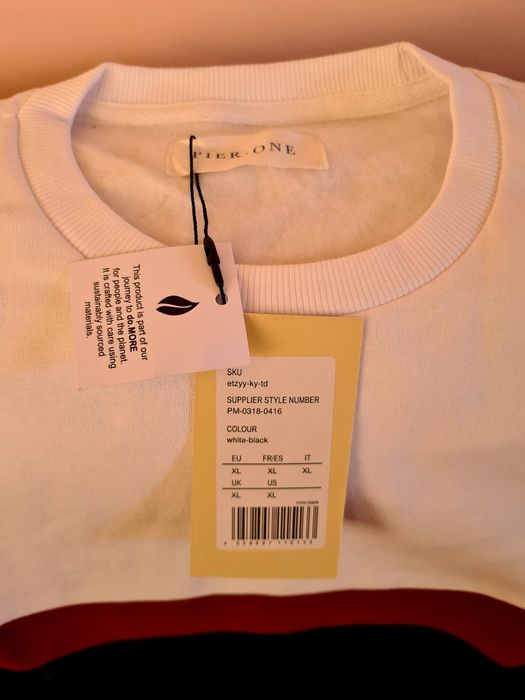 PIER·ONE
This product is part of our
journey to do.MORE
for people and the planet.
It is crafted with care using
sustainably sourced
materials.
SKU
etzyy-ky-td
SUPPLIER STYLE NUMBER
PM-0318-0416
COLOUR
white-black
EU FR/ES IT
XL XL XL
UK US
XL XL